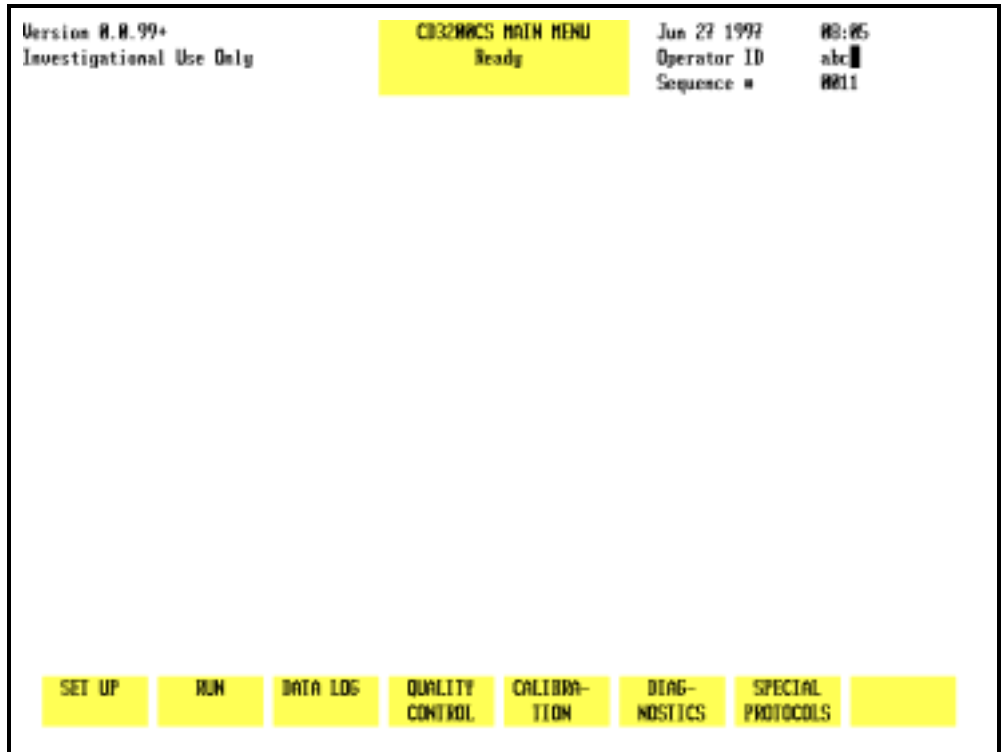 Version 0.0.99+
Investigational Use Only
CD3200CS MAIN MENU
Ready
Jun 27 1997 08:05
Operator ID abc
Sequence # 0011
SET UP
RUN
DATA LOG
QUALITY
CONTROL
CALIBRA-
TION
DIAG-
NOSTICS
SPECIAL
PROTOCOLS